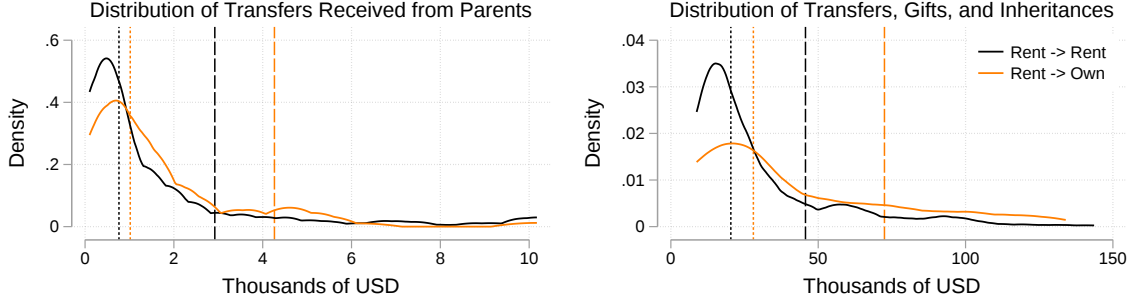 Distribution of Transfers Received from Parents
.6
.4
.2
0
Density
0 2 4 6 8 10
Thousands of USD
Distribution of Transfers, Gifts, and Inheritances
.04
.03
.02
.01
0
Density
Rent -> Rent
Rent -> Own
0 50 100 150
Thousands of USD